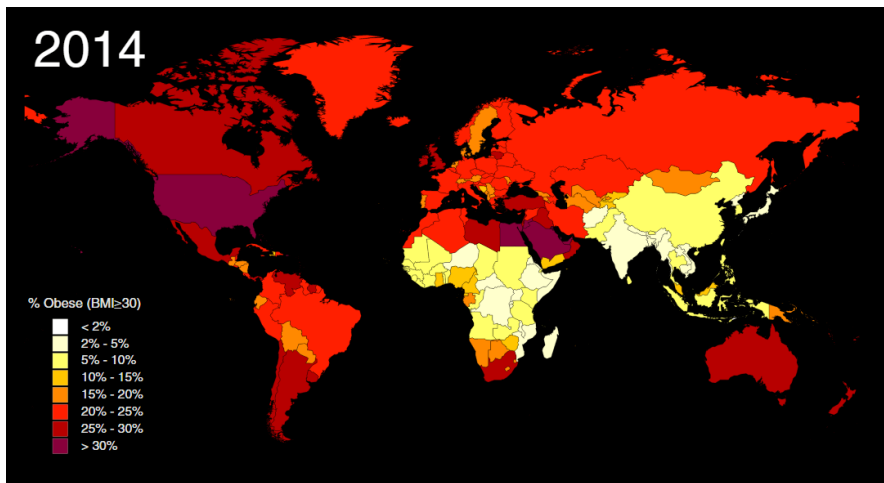 2014
% Obese (BMI≥30)
< 2%
2% - 5%
5% - 10%
10% - 15%
15% - 20%
20% - 25%
25% - 30%
> 30%